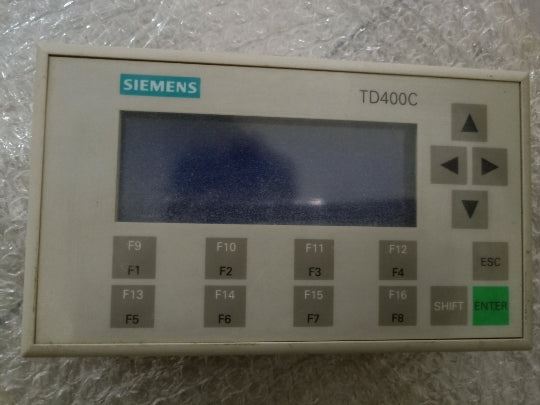 SIEMENS
TD400C
F9 F10 F11 F12
F1 F2 F3 F4 ESC
F13 F14 F15 F16
F5 F6 F7 F8 SHIFT ENTER